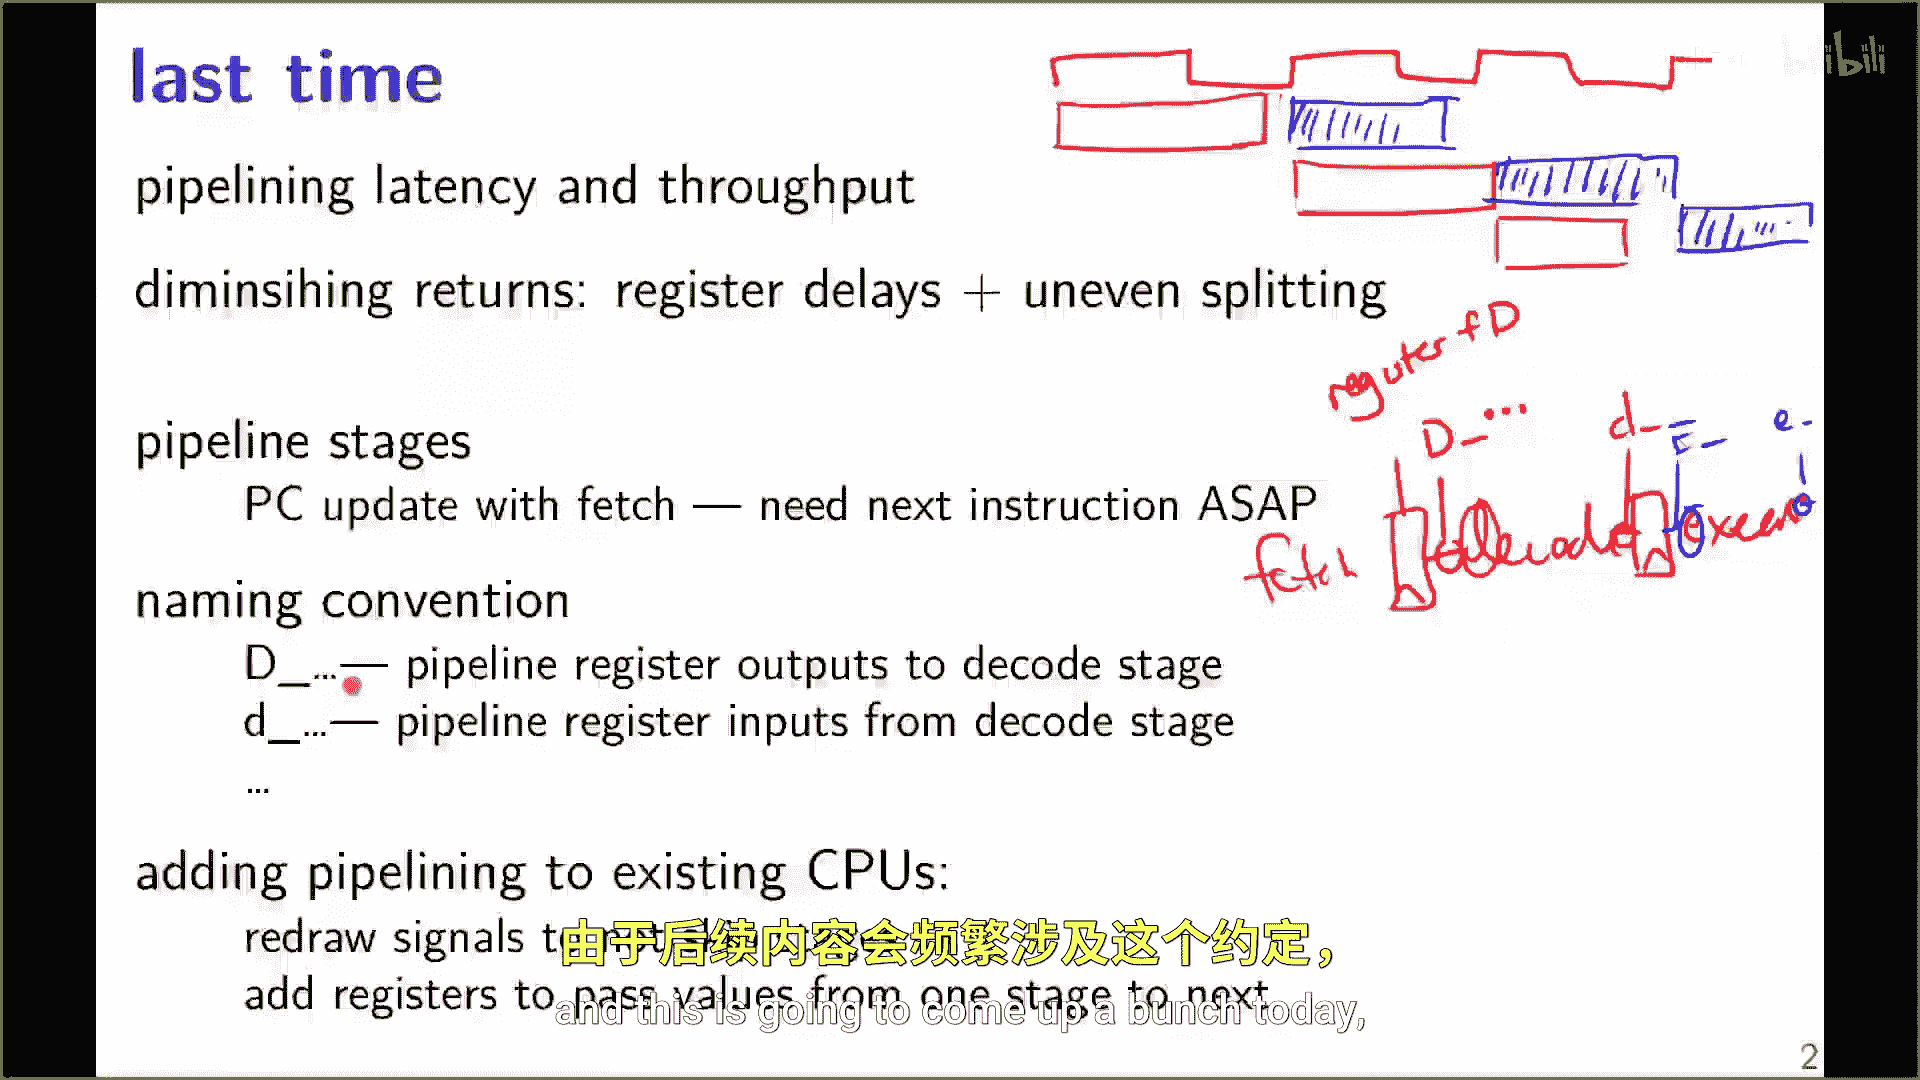 last time
bilibili
pipelining latency and throughput
diminsihing returns: register delays + uneven splitting
register fD
D_...
d_
E_
e_
pipeline stages
PC update with fetch — need next instruction ASAP
fetch
decode
naming convention
D_...— pipeline register outputs to decode stage
d_...— pipeline register inputs from decode stage
...
adding pipelining to existing CPUs:
redraw signals to
由于后续内容会频繁涉及这个约定，
add registers to pass values from one stage to next
and this is going to come up a bunch today,
2